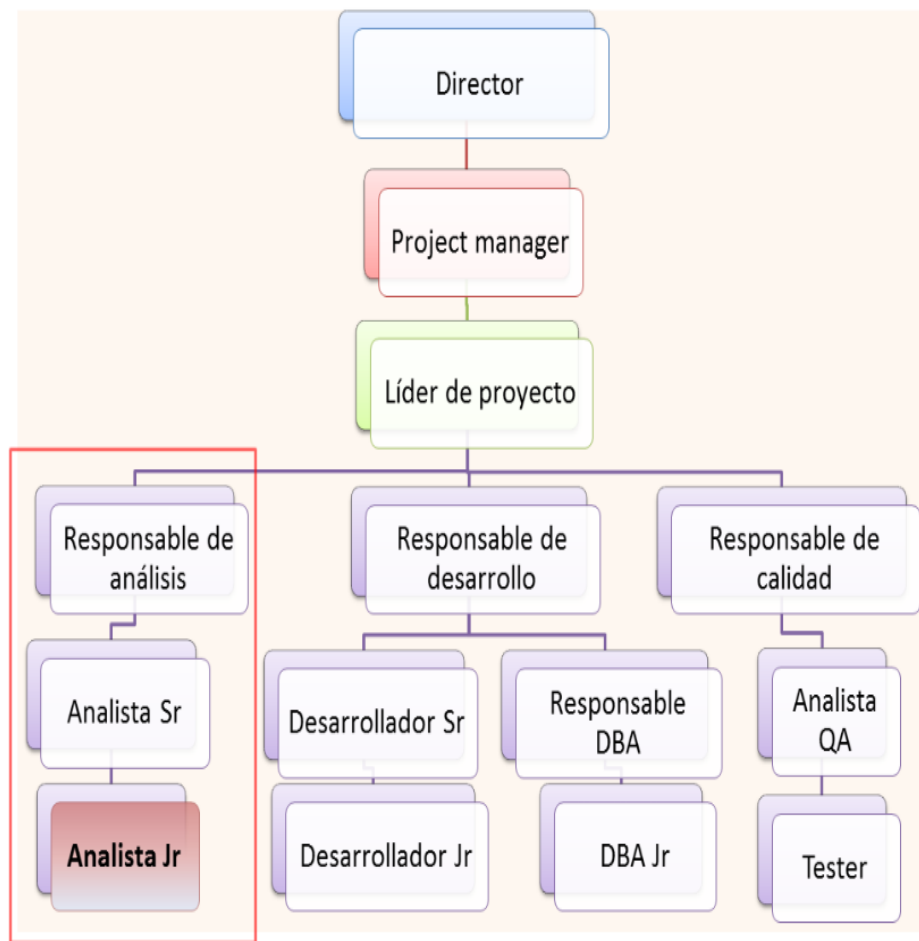 Director
Project manager
Líder de proyecto
Responsable de
análisis
Responsable de
desarrollo
Responsable de
calidad
Analista Sr
Desarrollador Sr
Responsable
DBA
Analista
QA
Analista Jr
Desarrollador Jr
DBA Jr
Tester